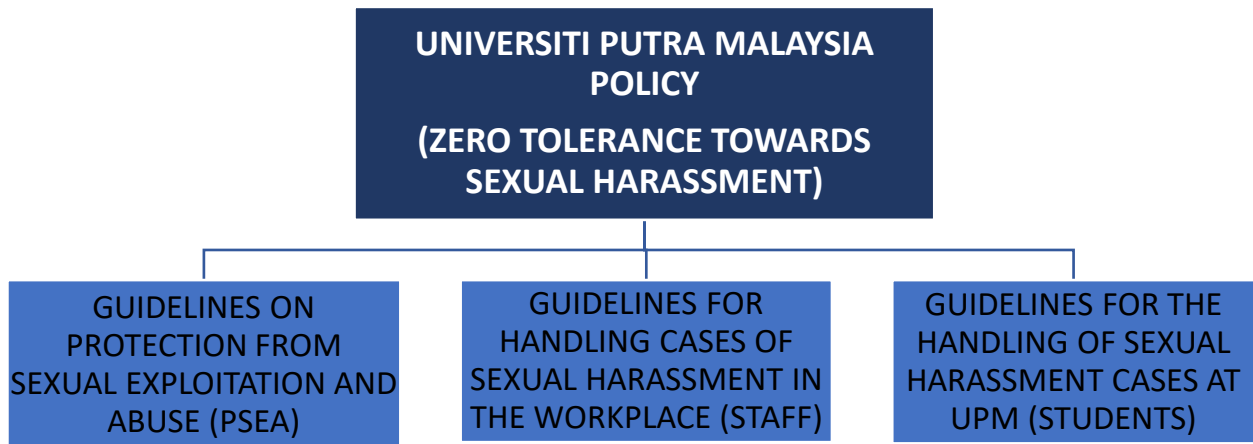 UNIVERSITI PUTRA MALAYSIA
POLICY
(ZERO TOLERANCE TOWARDS
SEXUAL HARASSMENT)
GUIDELINES ON
PROTECTION FROM
SEXUAL EXPLOITATION AND
ABUSE (PSEA)
GUIDELINES FOR
HANDLING CASES OF
SEXUAL HARASSMENT IN
THE WORKPLACE (STAFF)
GUIDELINES FOR THE
HANDLING OF SEXUAL
HARASSMENT CASES AT
UPM (STUDENTS)